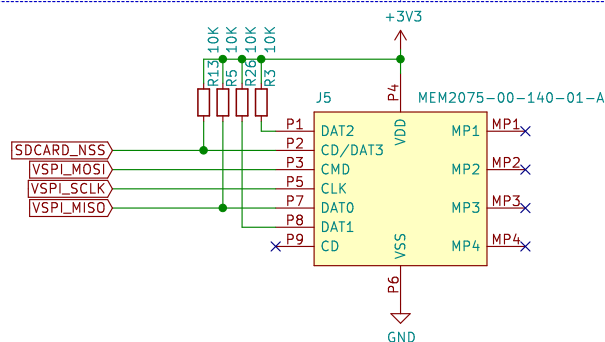 +3V3
10K
10K
10K
10K
R13
R5
R26
R3
J5
P4
MEM2075-00-140-01-A
P1 DAT2 VDD MP1 MP1
SDCARD_NSS P2 CD/DAT3
VSPI_MOSI P3 CMD MP2 MP2
VSPI_SCLK P5 CLK
VSPI_MISO P7 DAT0 MP3 MP3
P8 DAT1
P9 CD VSS MP4 MP4
P6
GND